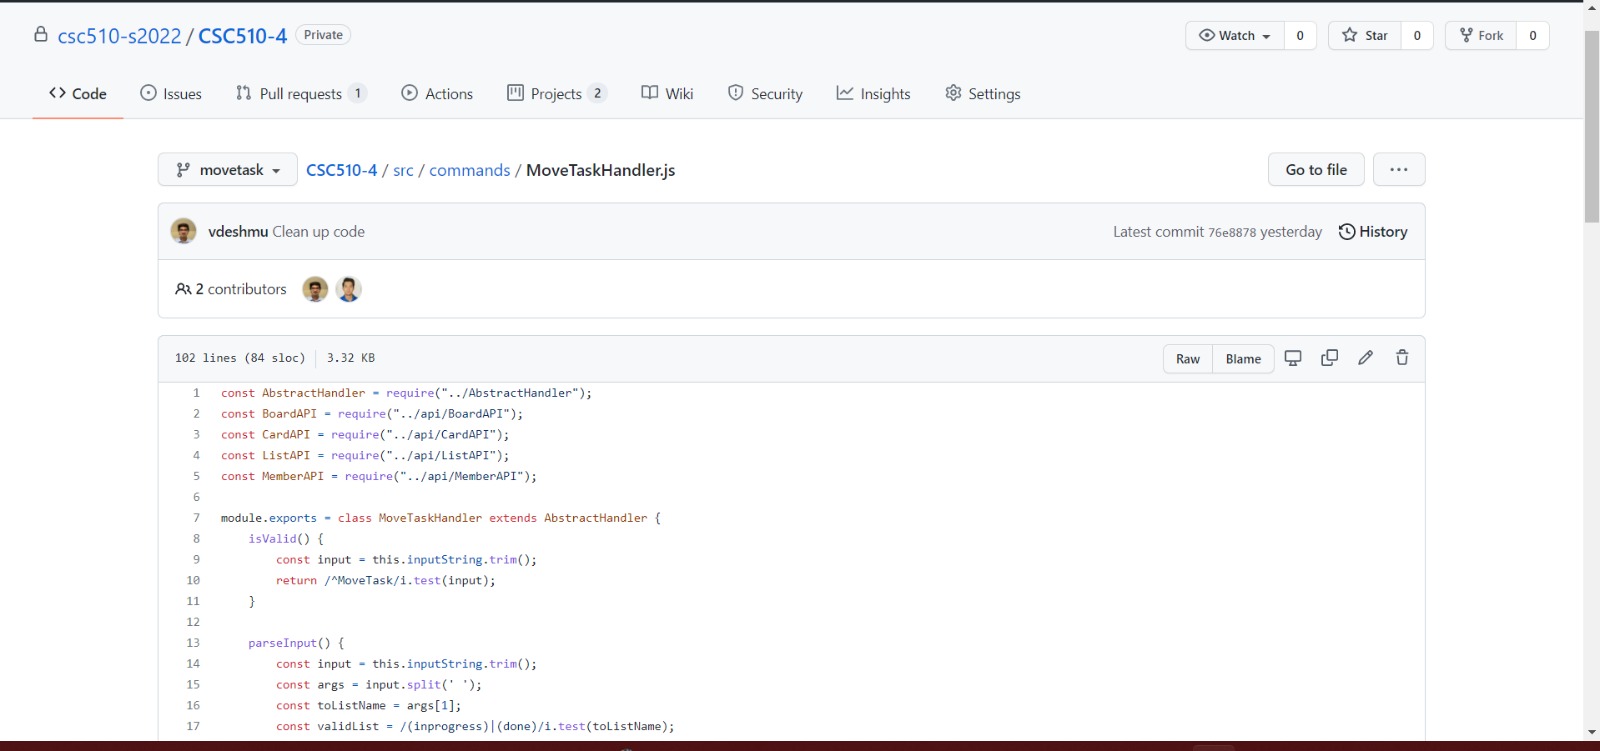 csc510-s2022 / CSC510-4 Private Watch 0 Star 0 Fork 0
Code Issues Pull requests 1 Actions Projects 2 Wiki Security Insights Settings
movetask CSC510-4 / src / commands / MoveTaskHandler.js Go to file ...
vdeshmu Clean up code Latest commit 76e8878 yesterday History
2 contributors
102 lines (84 sloc) 3.32 KB Raw Blame
1 const AbstractHandler = require("../AbstractHandler");
2 const BoardAPI = require("../api/BoardAPI");
3 const CardAPI = require("../api/CardAPI");
4 const ListAPI = require("../api/ListAPI");
5 const MemberAPI = require("../api/MemberAPI");
6
7 module.exports = class MoveTaskHandler extends AbstractHandler {
8 isValid() {
9 const input = this.inputString.trim();
10 return /^MoveTask/i.test(input);
11 }
12
13 parseInput() {
14 const input = this.inputString.trim();
15 const args = input.split(' ');
16 const toListName = args[1];
17 const validList = /(inprogress)|(done)/i.test(toListName);